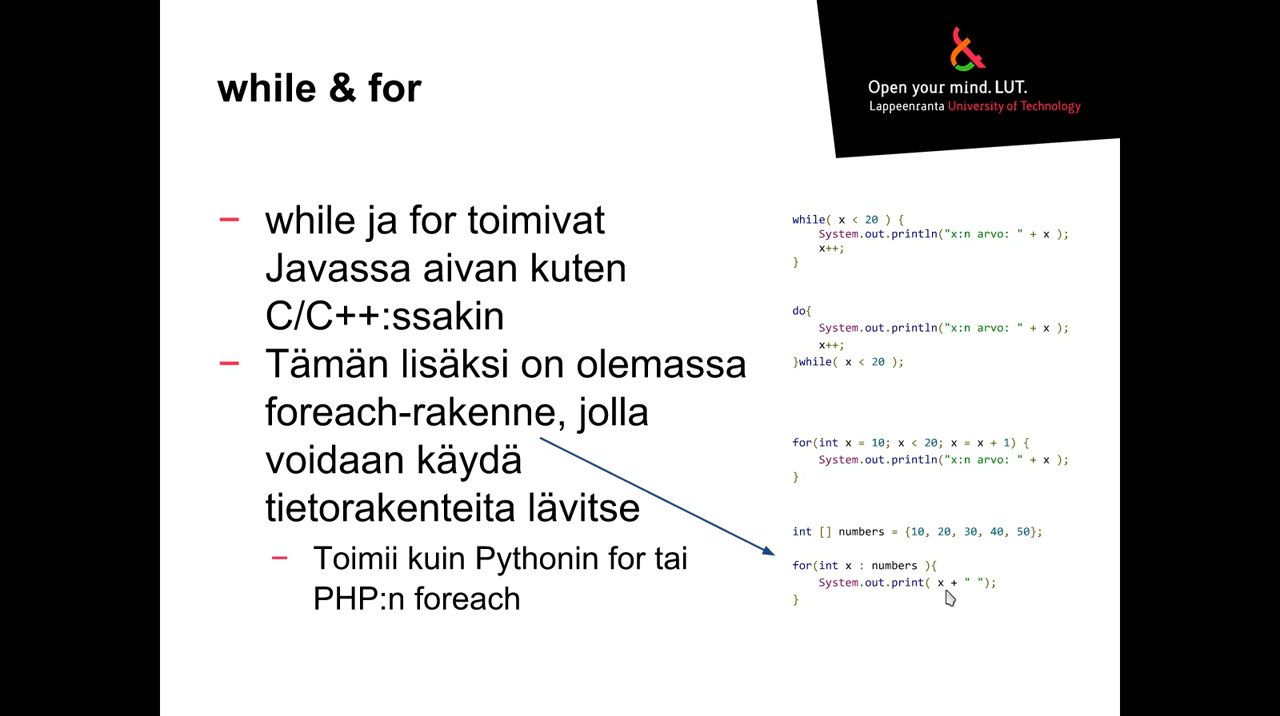 while & for
Open your mind. LUT.
Lappeenranta University of Technology
– while ja for toimivat
Javassa aivan kuten
C/C++:ssakin
– Tämän lisäksi on olemassa
foreach-rakenne, jolla
voidaan käydä
tietorakenteita lävitse
– Toimii kuin Pythonin for tai
PHP:n foreach
while( x < 20 ) {
    System.out.println("x:n arvo: " + x );
    x++;
}
do{
    System.out.println("x:n arvo: " + x );
    x++;
}while( x < 20 );
for(int x = 10; x < 20; x = x + 1) {
    System.out.println("x:n arvo: " + x );
}
int [] numbers = {10, 20, 30, 40, 50};
for(int x : numbers ){
    System.out.print( x + " ");
}